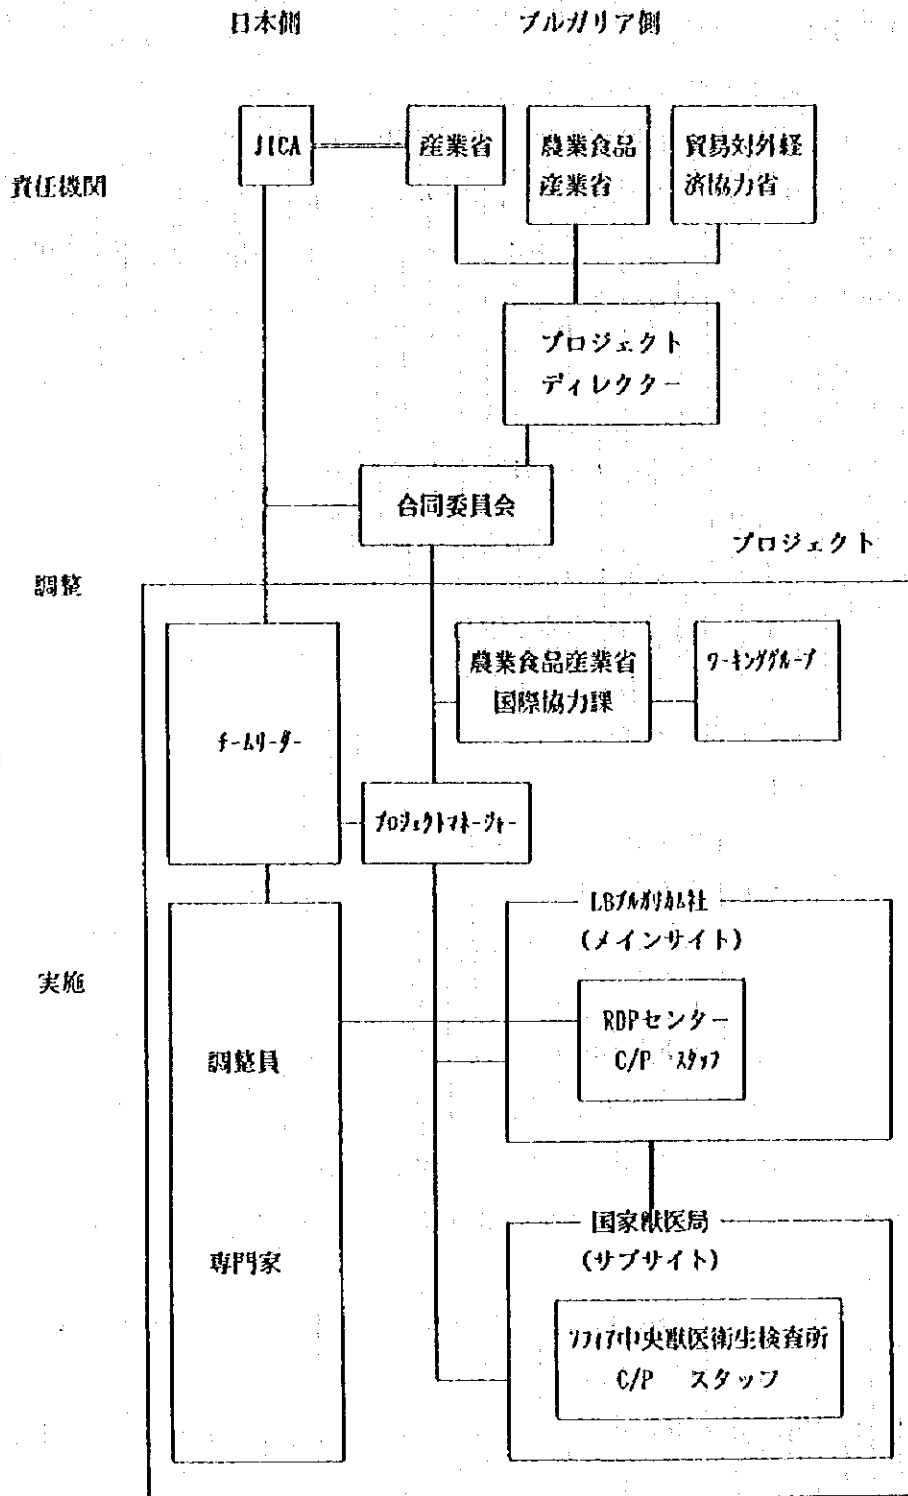 日本側
ブルガリア側
責任機関
JICA
産業省
農業食品
産業省
貿易対外経
済協力省
プロジェクト
ディレクター
合同委員会
プロジェクト
調整
チームリーダー
農業食品産業省
国際協力課
ワーキンググループ
プロジェクトマネージャー
実施
調整員
専門家
LBブルガリカム社
(メインサイト)
RDPセンター
C/P スタッフ
国家獣医局
(サブサイト)
ソフィア中央獣医衛生検査所
C/P スタッフ